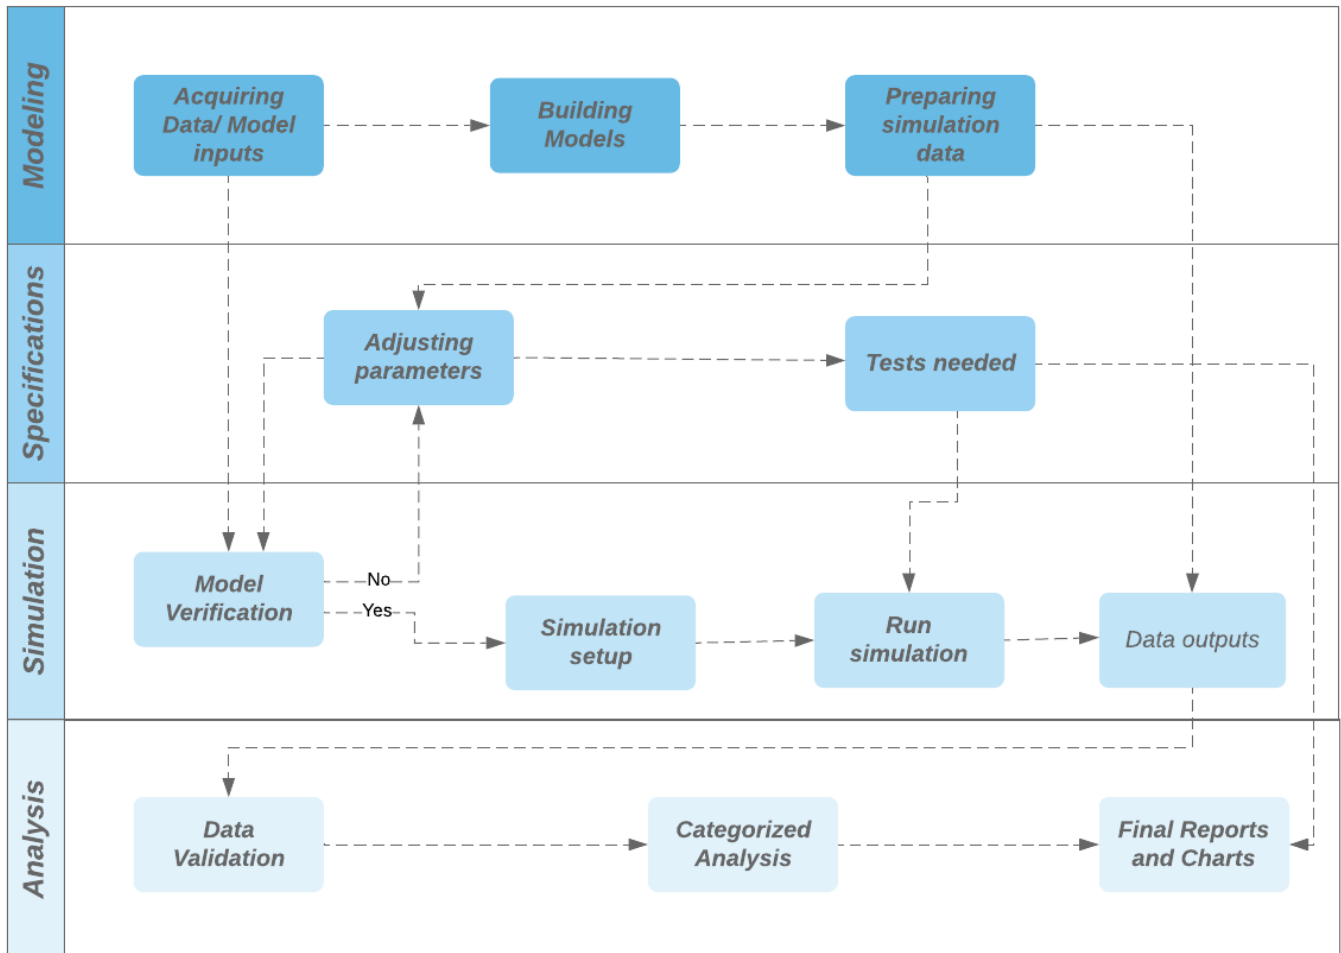 Modeling
Acquiring
Data/ Model
inputs
Building
Models
Preparing
simulation
data
Specifications
Adjusting
parameters
Tests needed
Simulation
Model
Verification
No
Yes
Simulation
setup
Run
simulation
Data outputs
Analysis
Data
Validation
Categorized
Analysis
Final Reports
and Charts